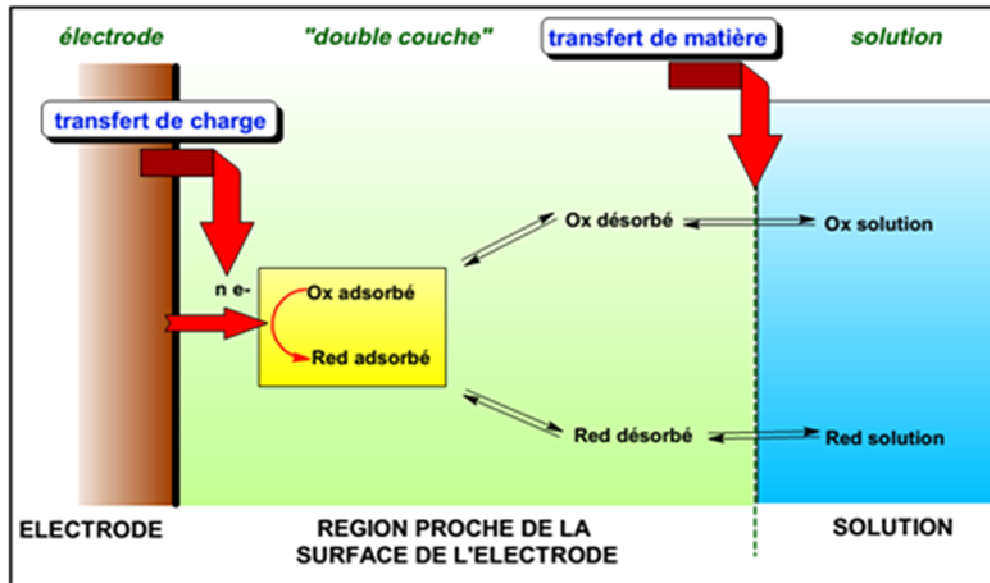 électrode
"double couche"
transfert de matière
solution
transfert de charge
Ox désorbé
Ox solution
n e-
Ox adsorbé
Red adsorbé
Red désorbé
Red solution
ELECTRODE
REGION PROCHE DE LA
SURFACE DE L'ELECTRODE
SOLUTION